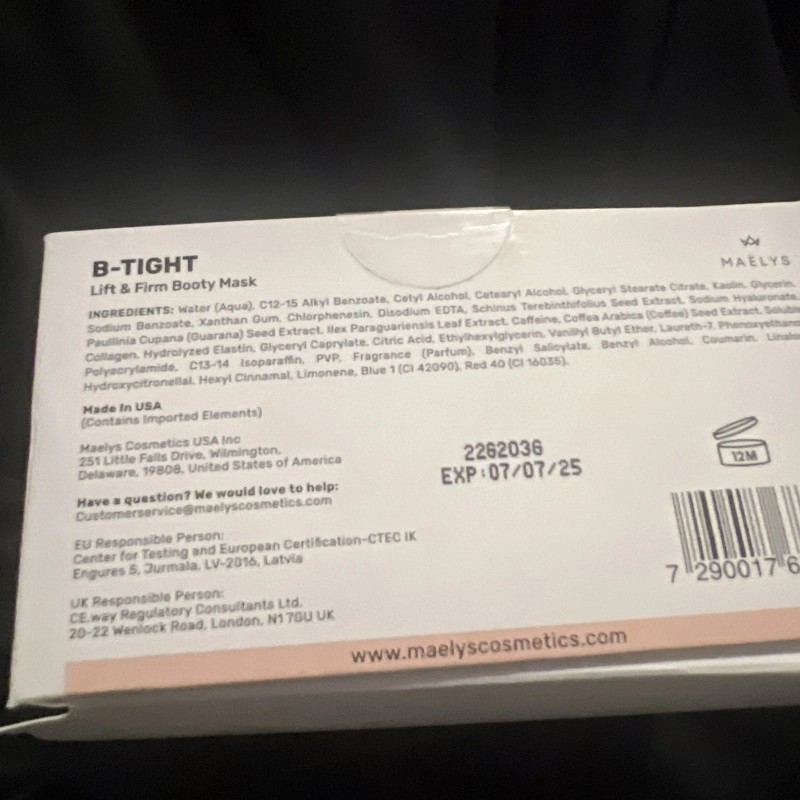 B-TIGHT
Lift & Firm Booty Mask
MAËLYS
INGREDIENTS: Water (Aqua), C12-15 Alkyl Benzoate, Cetyl Alcohol, Cetearyl Alcohol, Glyceryl Stearate Citrate, Kaolin, Glycerin,
Sodium Benzoate, Xanthan Gum, Chlorphenesin, Disodium EDTA, Schinus Terebinthifolius Seed Extract, Sodium Hyaluronate,
Paullinia Cupana (Guarana) Seed Extract, Ilex Paraguariensis Leaf Extract, Caffeine, Coffea Arabica (Coffee) Seed Extract, Soluble
Collagen, Hydrolyzed Elastin, Glyceryl Caprylate, Citric Acid, Ethylhexylglycerin, Vanillyl Butyl Ether, Laureth-7, Phenoxyethano
Polyacrylamide, C13-14 Isoparaffin, PVP, Fragrance (Parfum), Benzyl Salicylate, Benzyl Alcohol, Coumarin, Linaloo
Hydroxycitronellal, Hexyl Cinnamal, Limonene, Blue 1 (CI 42090), Red 40 (CI 16035).
Made In USA
(Contains Imported Elements)
Maelys Cosmetics USA Inc
251 Little Falls Drive, Wilmington,
Delaware, 19808, United States of America
2262036
EXP:07/07/25
12M
Have a question? We would love to help:
Customerservice@maelyscosmetics.com
EU Responsible Person:
Center for Testing and European Certification-CTEC IK
Engures 5, Jurmala, LV-2016, Latvia
7 290017 6
UK Responsible Person:
CE.way Regulatory Consultants Ltd.
20-22 Wenlock Road, London, N1 7GU UK
www.maelyscosmetics.com